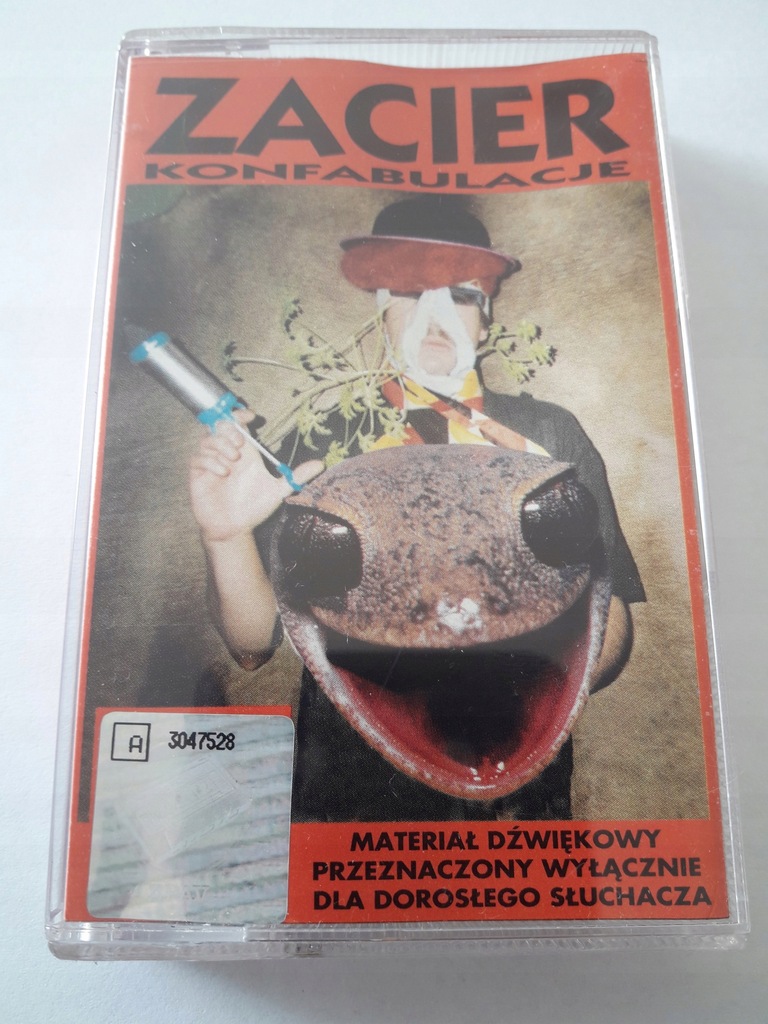 ZACIER
KONFABULACJE
A 3047528
MATERIAŁ DŹWIĘKOWY
PRZEZNACZONY WYŁĄCZNIE
DLA DOROSŁEGO SŁUCHACZA